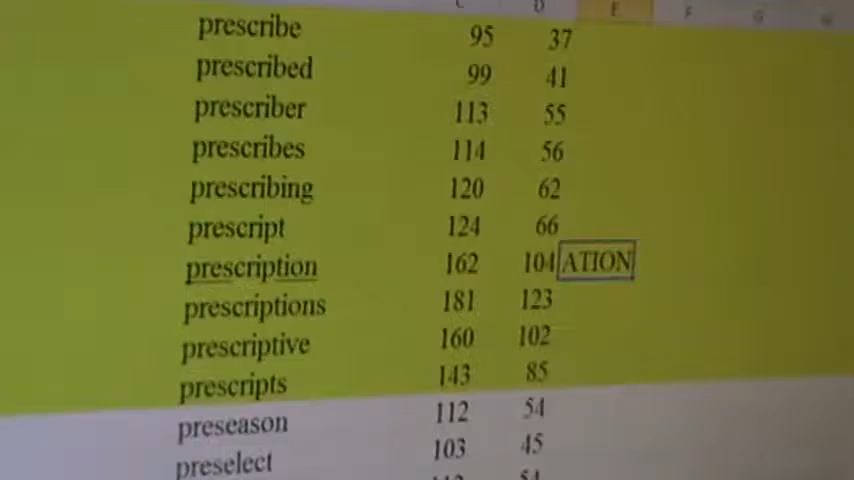 C D E F G H
prescribe 95 37
prescribed 99 41
prescriber 113 55
prescribes 114 56
prescribing 120 62
prescript 124 66
prescription 162 104 ATION
prescriptions 181 123
prescriptive 160 102
prescripts 143 85
preseason 112 54
preselect 103 45